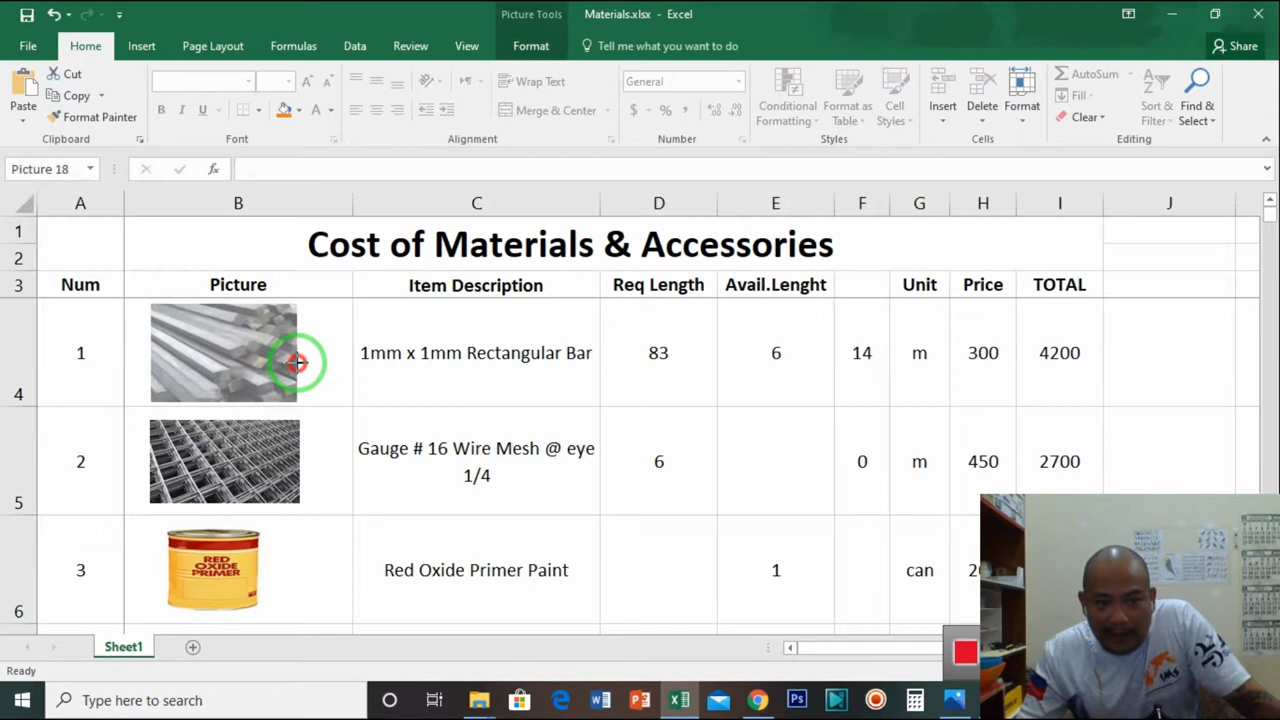 Picture Tools
Materials.xlsx - Excel
File
Home
Insert
Page Layout
Formulas
Data
Review
View
Format
Tell me what you want to do
Share
Paste
Cut
Copy
Format Painter
Clipboard
B I U
A
Font
Wrap Text
Merge & Center
Alignment
General
$ % ,
Number
Conditional Formatting
Format as Table
Cell Styles
Styles
Insert
Delete
Format
Cells
AutoSum
Fill
Clear
Sort & Filter
Find & Select
Editing
Picture 18
fx
A B C D E F G H I J
1
2
Cost of Materials & Accessories
3 Num Picture Item Description Req Length Avail.Lenght Unit Price TOTAL
4 1 1mm x 1mm Rectangular Bar 83 6 14 m 300 4200
5 2 Gauge # 16 Wire Mesh @ eye 1/4 6 0 m 450 2700
RED OXIDE PRIMER
6 3 Red Oxide Primer Paint 1 can
Sheet1
Ready
Type here to search